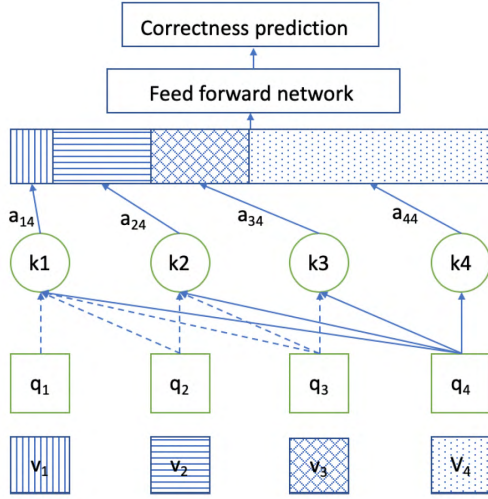 Correctness prediction
Feed forward network
a₁₄ a₂₄ a₃₄ a₄₄
k1 k2 k3 k4
q₁ q₂ q₃ q₄
v₁ v₂ v₃ V₄